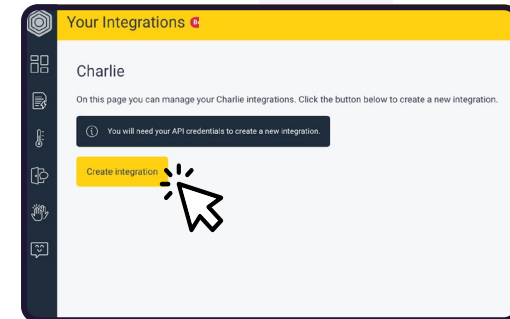 Your Integrations
Charlie
On this page you can manage your Charlie integrations. Click the button below to create a new integration.
You will need your API credentials to create a new integration.
Create integration